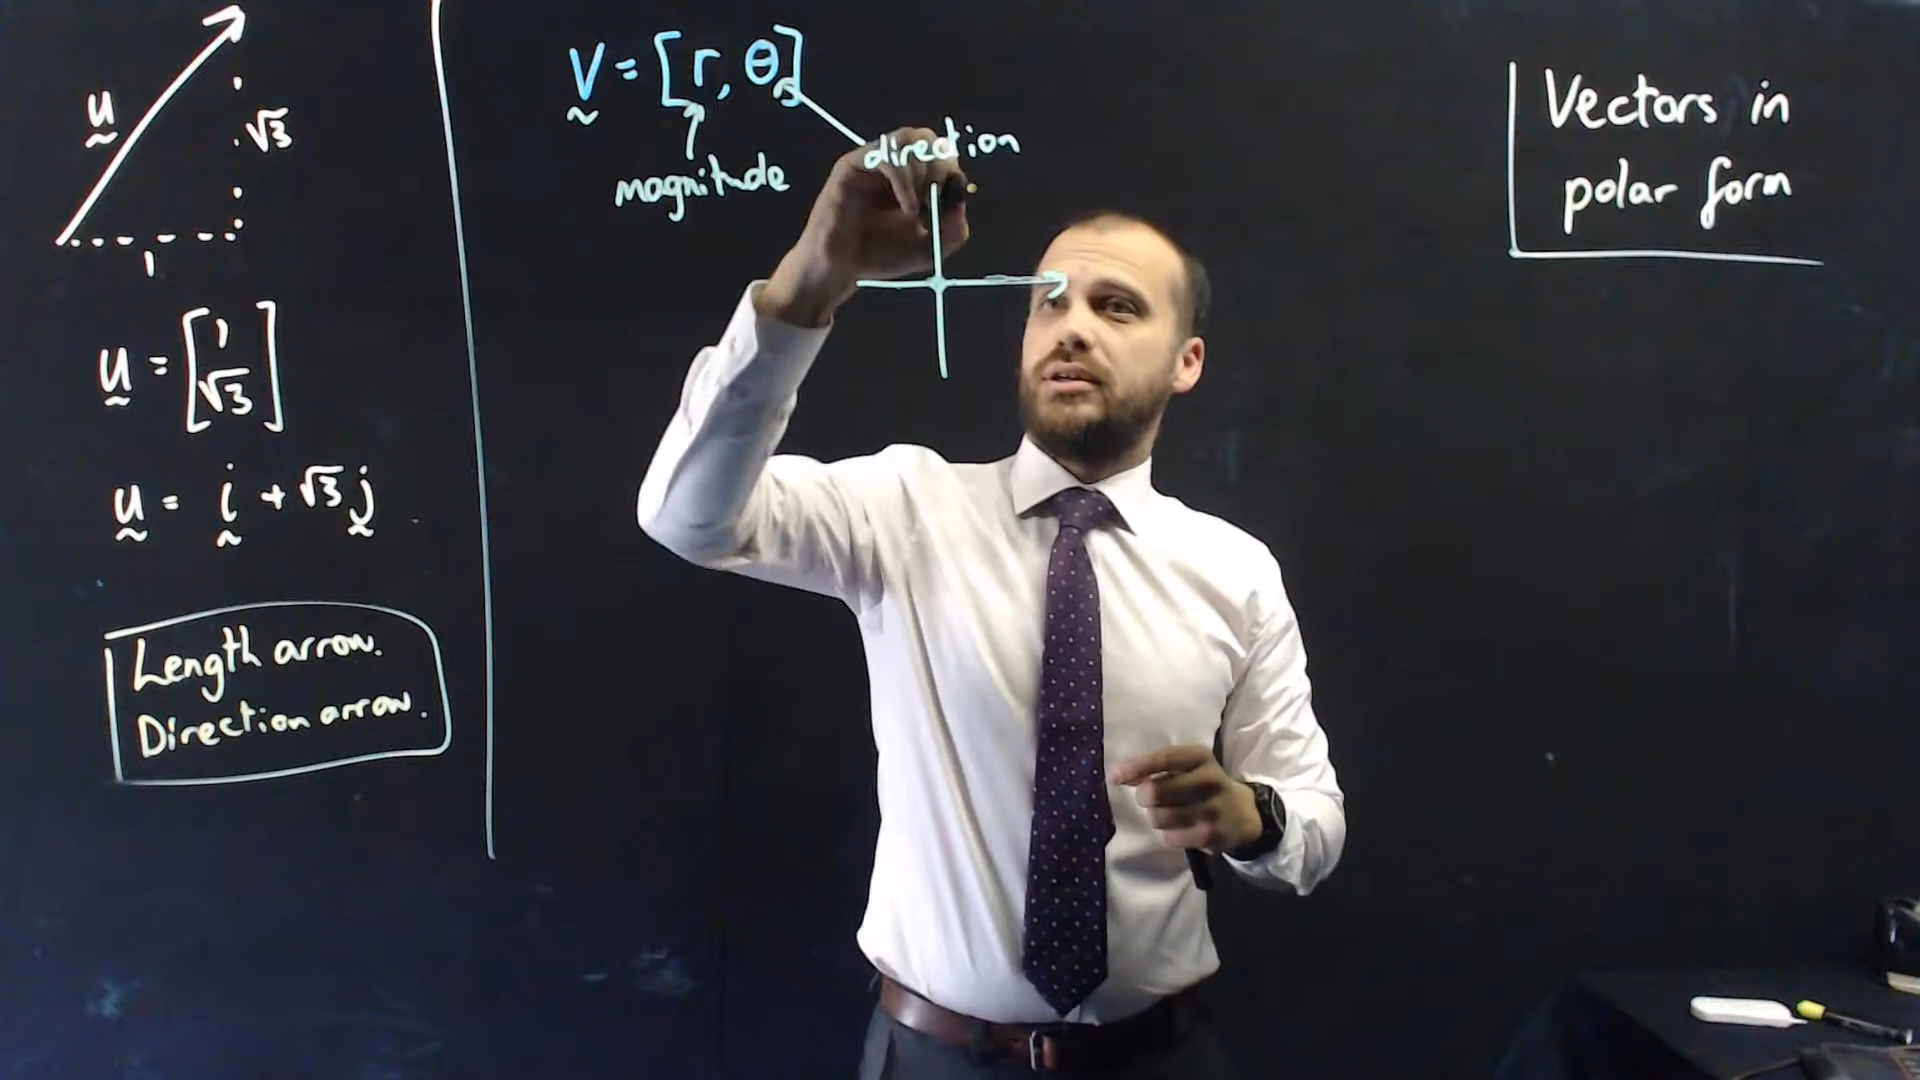 u
√3
1
u = [1
√3]
u = i + √3 j
Length arrow.
Direction arrow.
v = [r, θ]
magnitude
direction
Vectors in
polar form